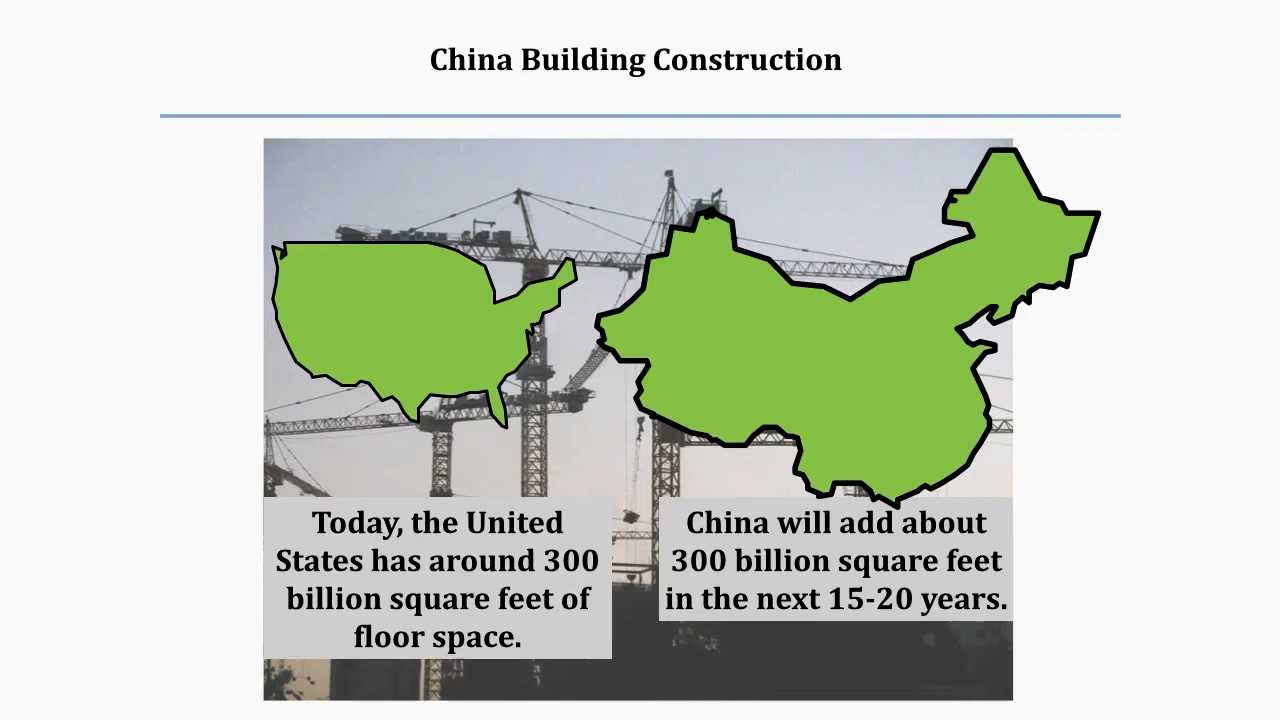 China Building Construction
Today, the United
States has around 300
billion square feet of
floor space.
China will add about
300 billion square feet
in the next 15-20 years.